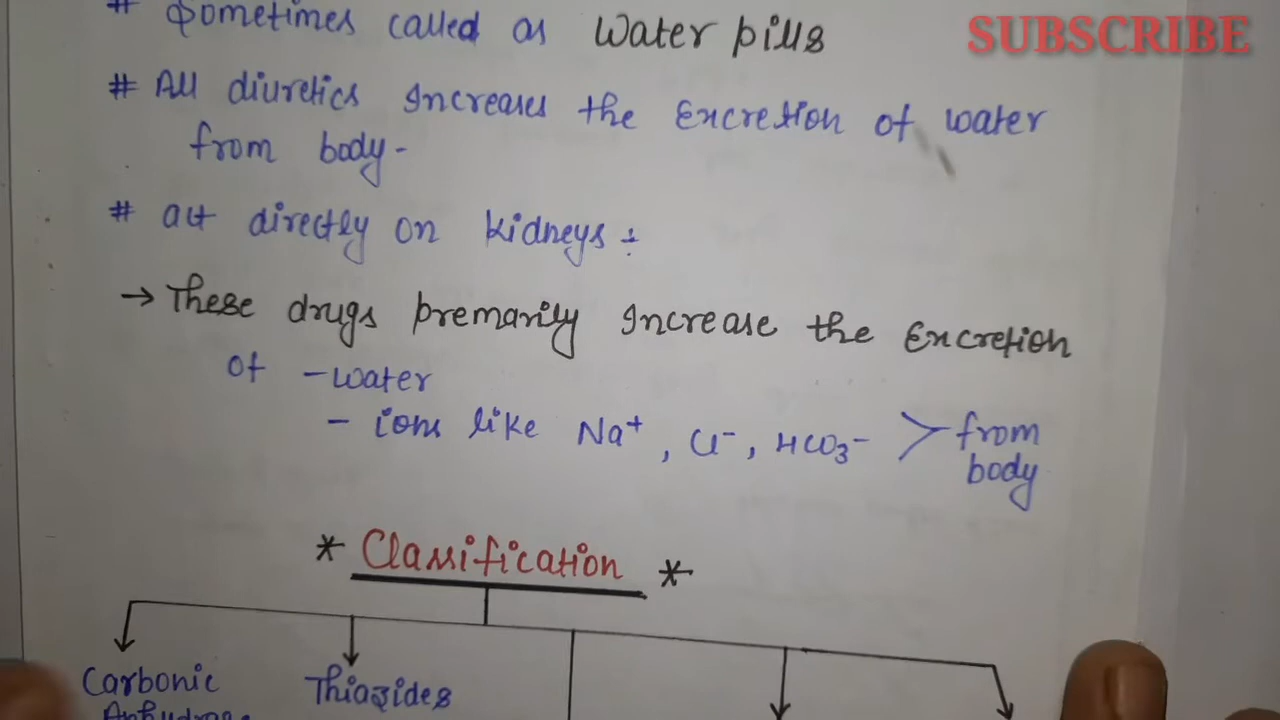 # Sometimes called as Water pills
SUBSCRIBE
# All diuretics increases the Excretion of water
from body-
# act directly on kidneys :
→ These drugs premarily increase the Excretion
of - water
- ions like Na⁺, Cl⁻, HCO₃⁻ > from
body
* Classification *
Carbonic Thiazides